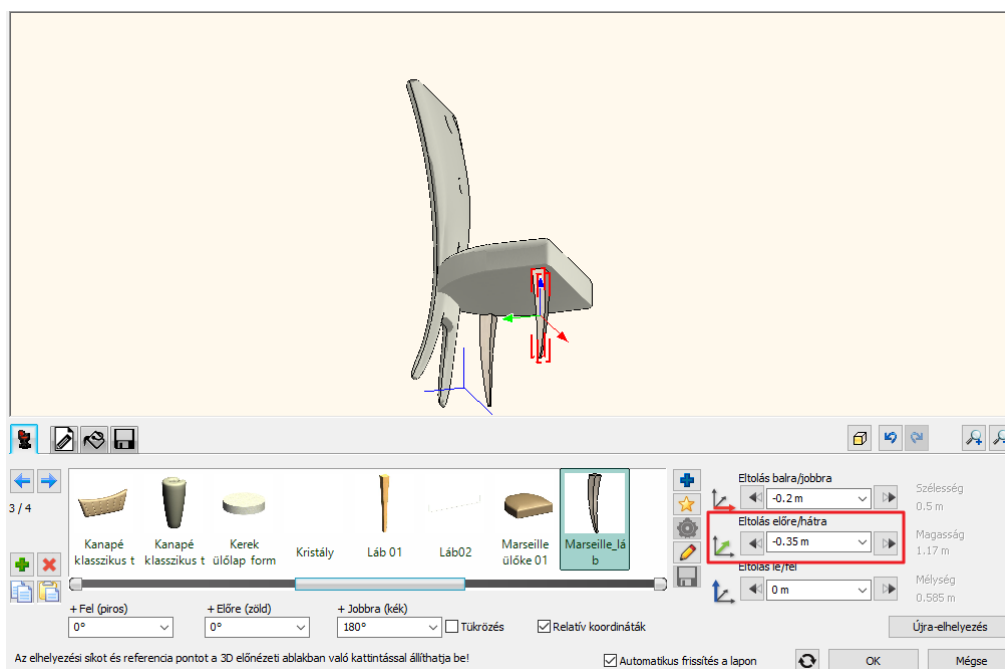 3 / 4
Kanapé
klasszikus t
Kanapé
klasszikus t
Kerek
ülőlap form
Kristály
Láb 01
Láb02
Marseille
ülőke 01
Marseille_lá
b
Eltolás balra/jobbra
-0.2 m
Eltolás előre/hátra
-0.35 m
Eltolás le/fel
0 m
Szélesség
0.5 m
Magasság
1.17 m
Mélység
0.585 m
+ Fel (piros)
0°
+ Előre (zöld)
0°
+ Jobbra (kék)
180°
Tükrözés
Relatív koordináták
Újra-elhelyezés
Az elhelyezési síkot és referencia pontot a 3D előnézeti ablakban való kattintással állíthatja be!
Automatikus frissítés a lapon
OK
Mégse